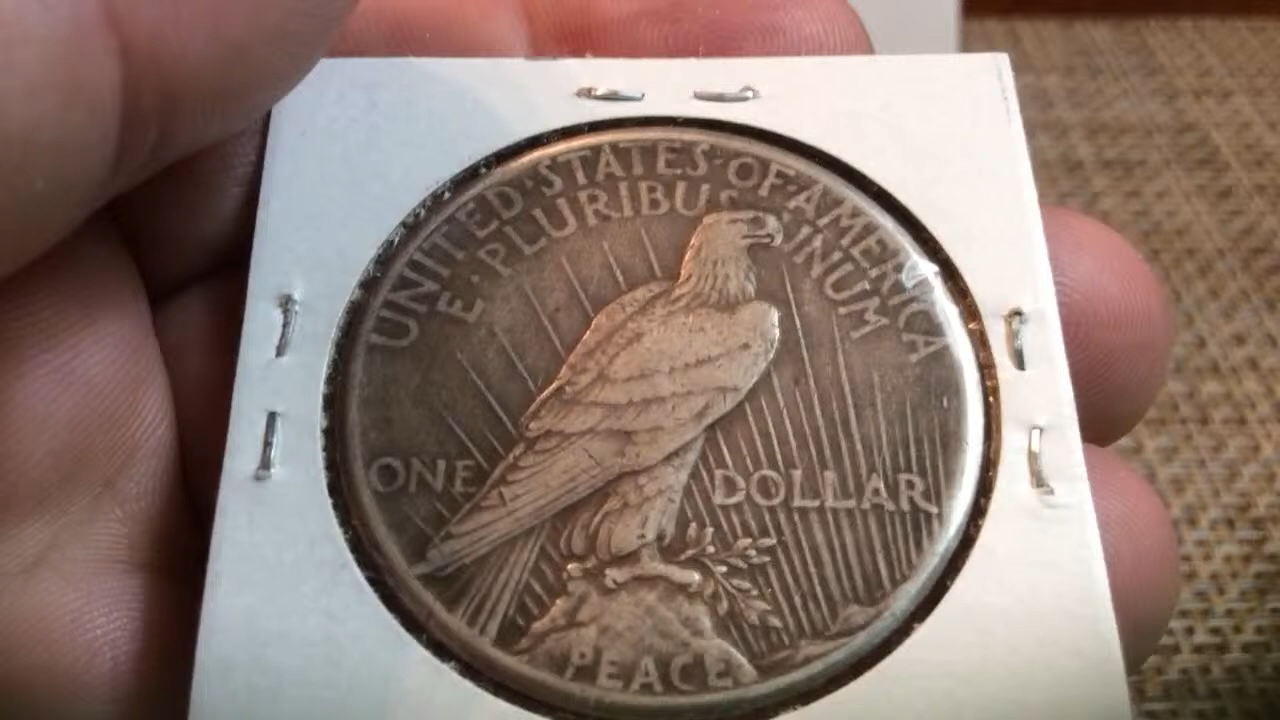 UNITED·STATES·OF·AMERICA
E·PLURIBUS UNUM
ONE DOLLAR
PEACE